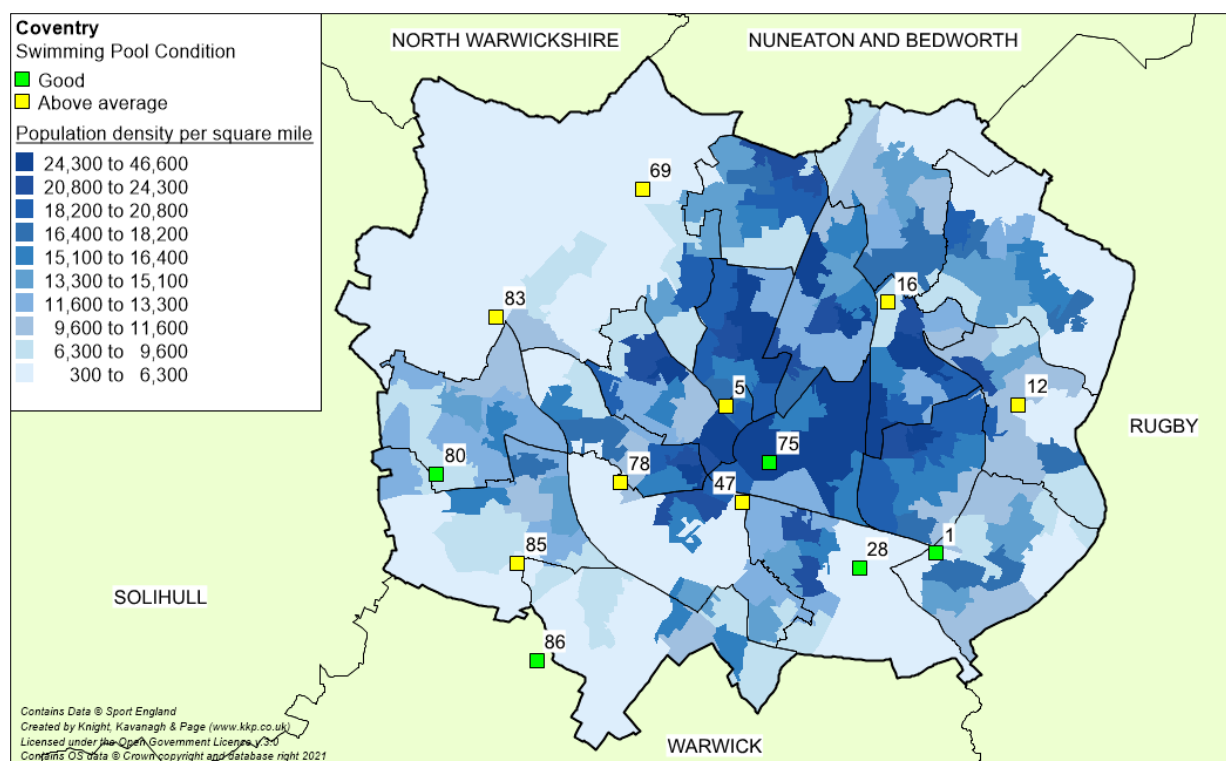 Coventry
Swimming Pool Condition
Good
Above average
Population density per square mile
24,300 to 46,600
20,800 to 24,300
18,200 to 20,800
16,400 to 18,200
15,100 to 16,400
13,300 to 15,100
11,600 to 13,300
9,600 to 11,600
6,300 to 9,600
300 to 6,300
NORTH WARWICKSHIRE
NUNEATON AND BEDWORTH
69
83
16
5
12
RUGBY
75
80
78
47
1
28
85
SOLIHULL
86
WARWICK
Contains Data ® Sport England
Created by Knight, Kavanagh & Page (www.kkp.co.uk)
Licensed under the Open Government Licence v.3.0
Contains OS data ® Crown copyright and database right 2021